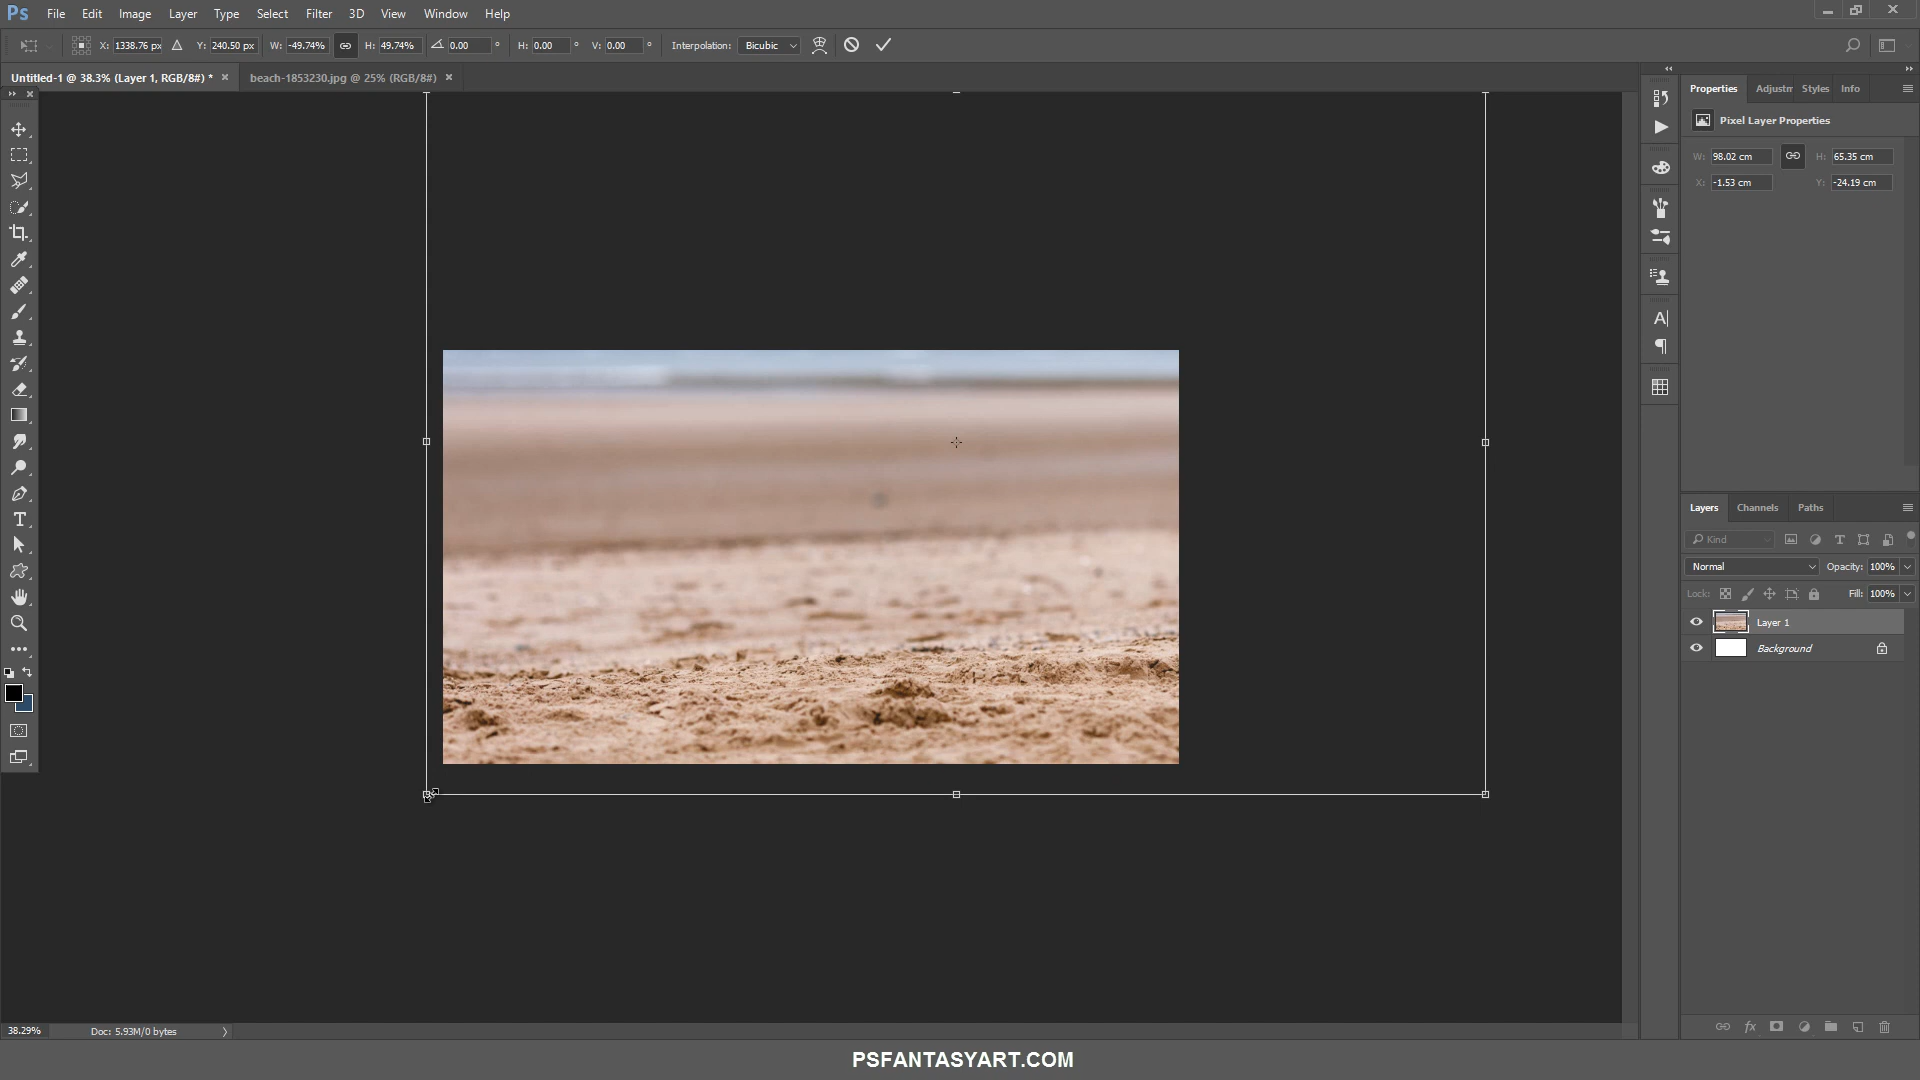 Ps File Edit Image Layer Type Select Filter 3D View Window Help
X: 1338.76 px Y: 240.50 px W: -49.74% H: 49.74% 0.00 ° H: 0.00 ° V: 0.00 ° Interpolation: Bicubic
Untitled-1 @ 38.3% (Layer 1, RGB/8#) * × beach-1853230.jpg @ 25% (RGB/8#) ×
Properties Adjustm Styles Info
Pixel Layer Properties
W: 98.02 cm H: 65.35 cm
X: -1.53 cm Y: -24.19 cm
Layers Channels Paths
Kind
Normal Opacity: 100%
Lock: Fill: 100%
Layer 1
Background
38.29% Doc: 5.93M/0 bytes
PSFANTASYART.COM